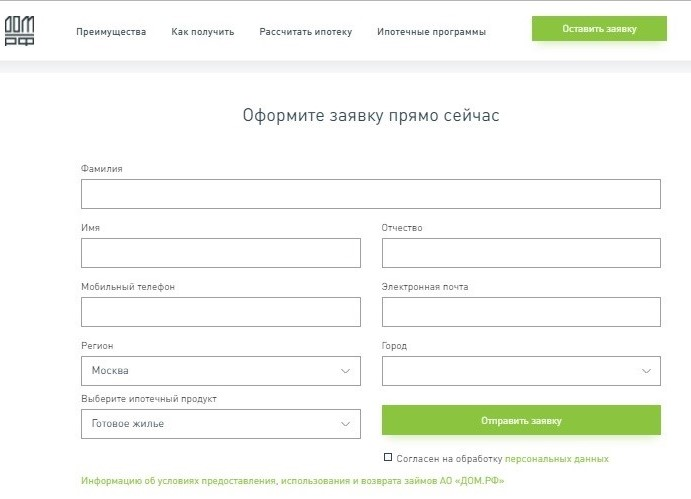 ДОМ
РФ
Преимущества Как получить Рассчитать ипотеку Ипотечные программы Оставить заявку
Оформите заявку прямо сейчас
Фамилия
Имя Отчество
Мобильный телефон Электронная почта
Регион Город
Москва
Выберите ипотечный продукт
Готовое жилье Отправить заявку
Согласен на обработку персональных данных
Информацию об условиях предоставления, использования и возврата займов АО «ДОМ.РФ»